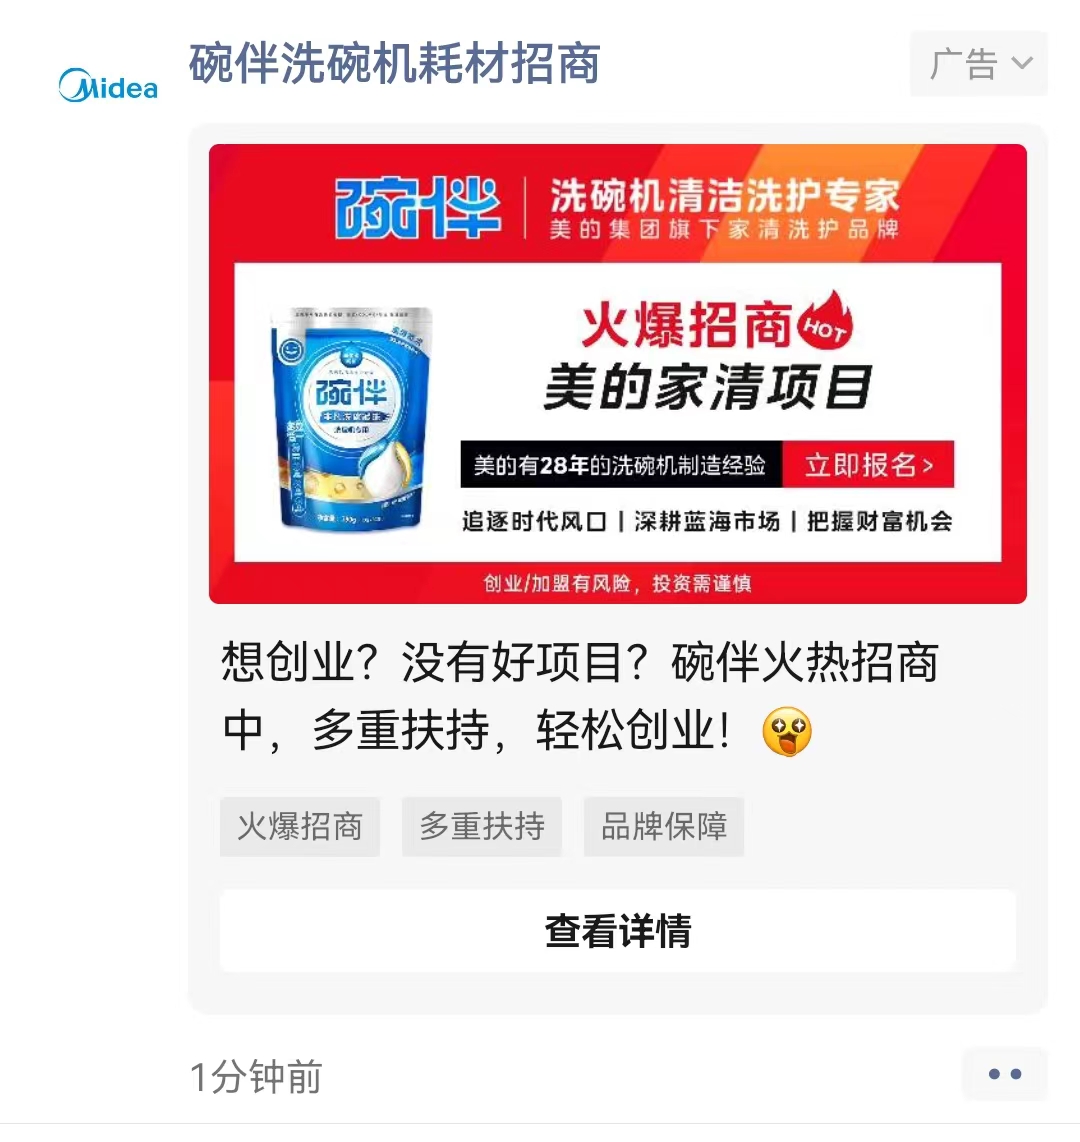 Midea
碗伴洗碗机耗材招商
广告
碗伴
洗碗机清洁洗护专家
美的集团旗下家清洗护品牌
火爆招商
HOT
美的家清项目
碗伴
洗碗机专用
美的有28年的洗碗机制造经验
立即报名>
追逐时代风口 | 深耕蓝海市场 | 把握财富机会
创业/加盟有风险，投资需谨慎
想创业？没有好项目？碗伴火热招商
中，多重扶持，轻松创业！
火爆招商
多重扶持
品牌保障
查看详情
1分钟前